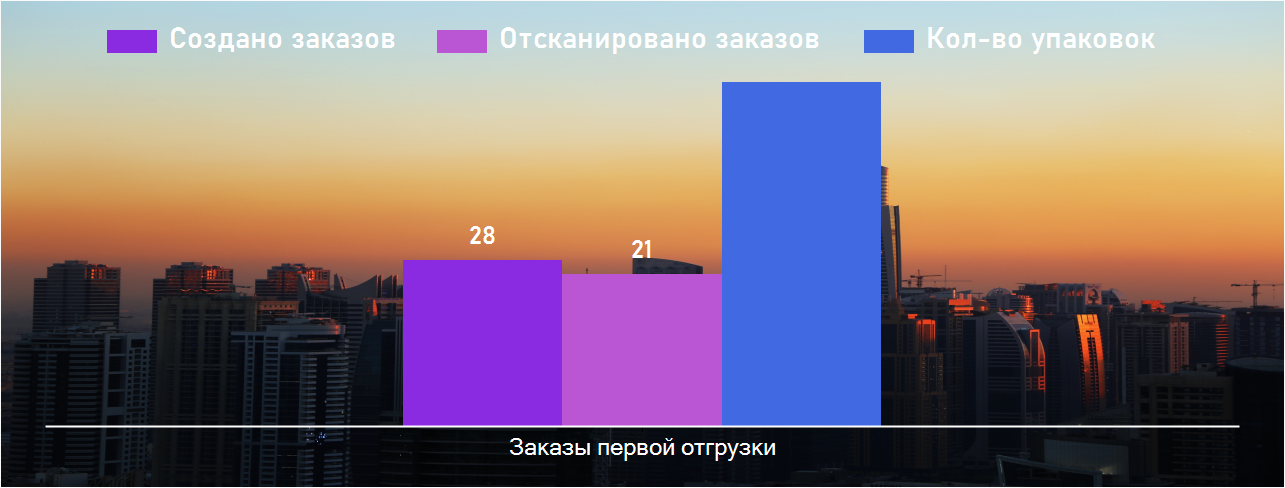 Создано заказов
Отсканировано заказов
Кол-во упаковок
28
21
Заказы первой отгрузки